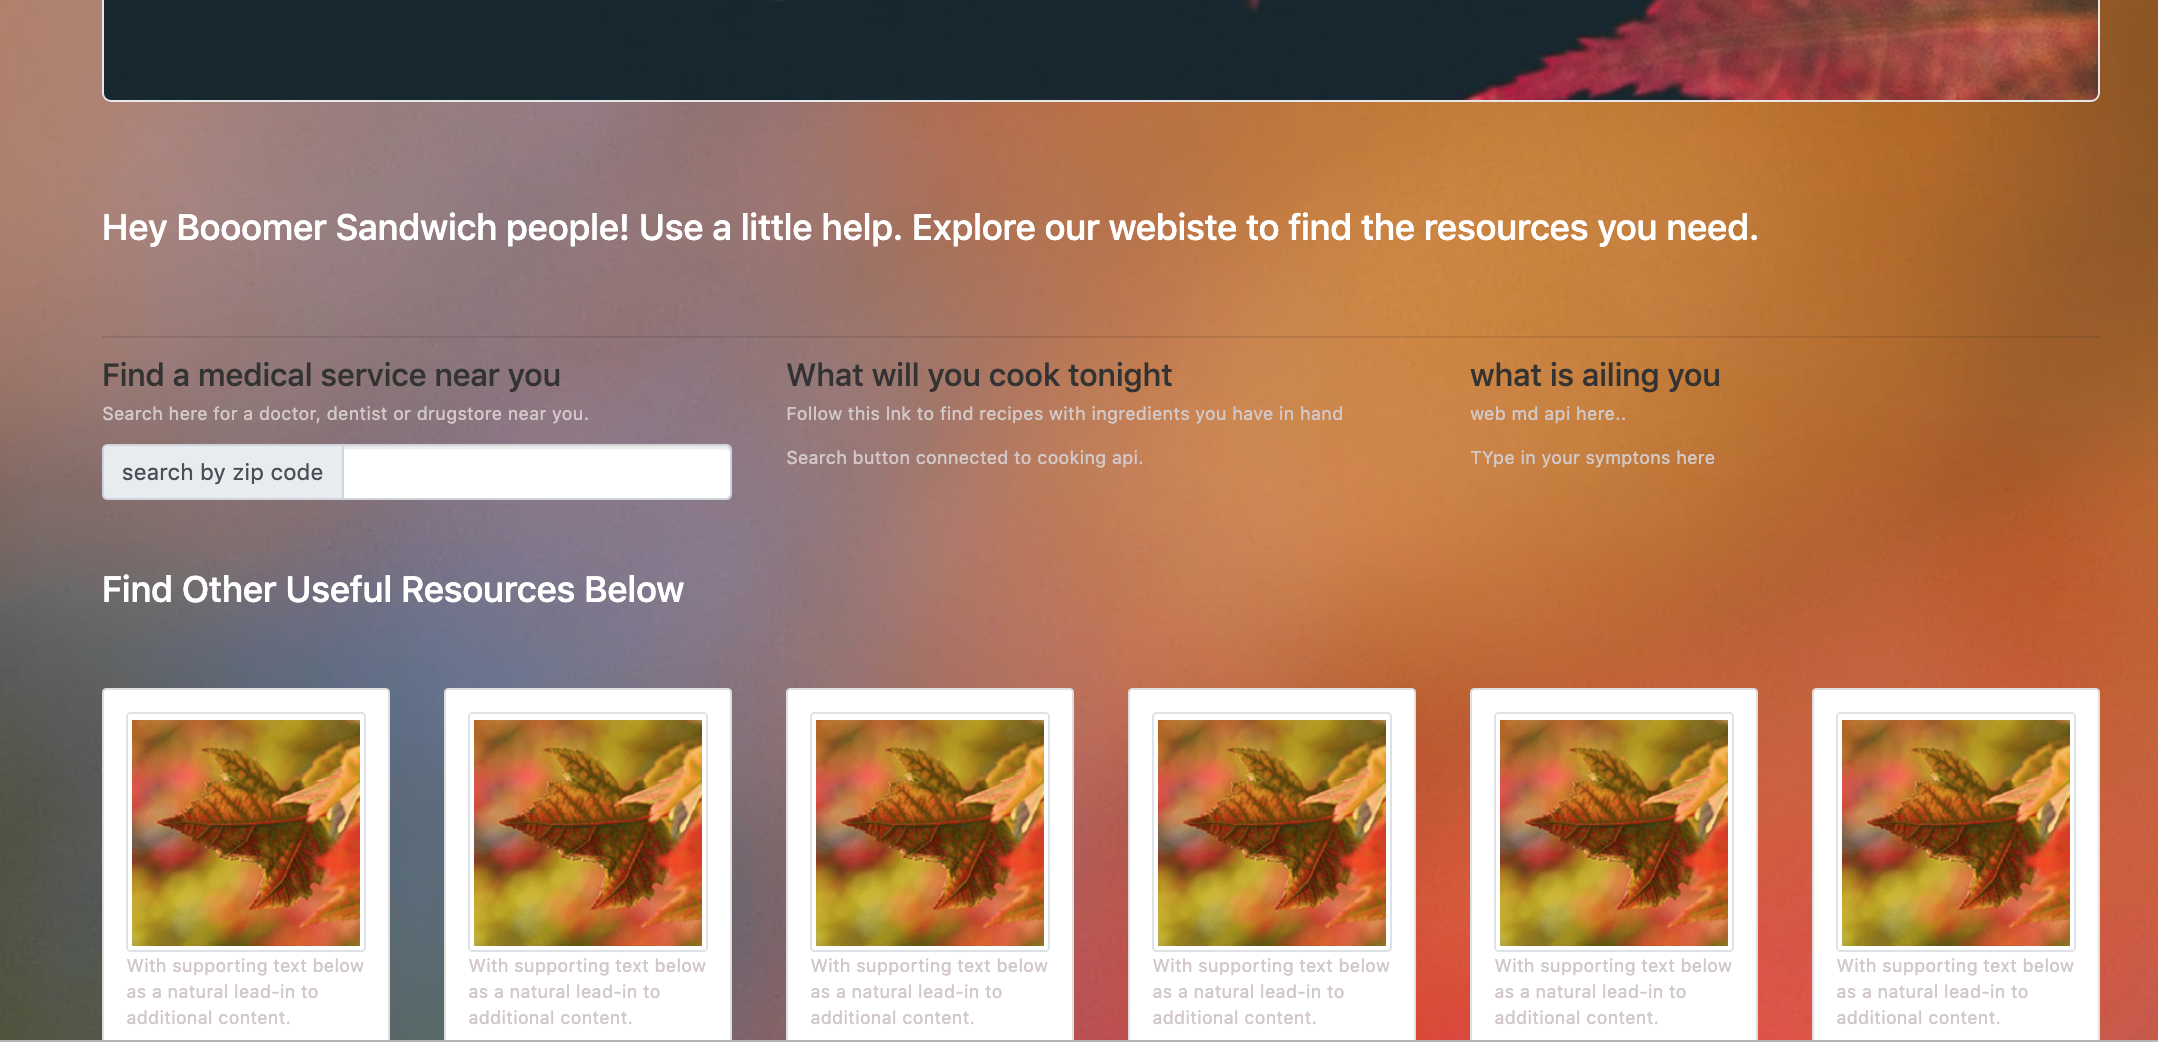 Hey Booomer Sandwich people! Use a little help. Explore our webiste to find the resources you need.
Find a medical service near you
Search here for a doctor, dentist or drugstore near you.
search by zip code
What will you cook tonight
Follow this lnk to find recipes with ingredients you have in hand
Search button connected to cooking api.
what is ailing you
web md api here..
TYpe in your symptons here
Find Other Useful Resources Below
With supporting text below
as a natural lead-in to
additional content.
With supporting text below
as a natural lead-in to
additional content.
With supporting text below
as a natural lead-in to
additional content.
With supporting text below
as a natural lead-in to
additional content.
With supporting text below
as a natural lead-in to
additional content.
With supporting text below
as a natural lead-in to
additional content.